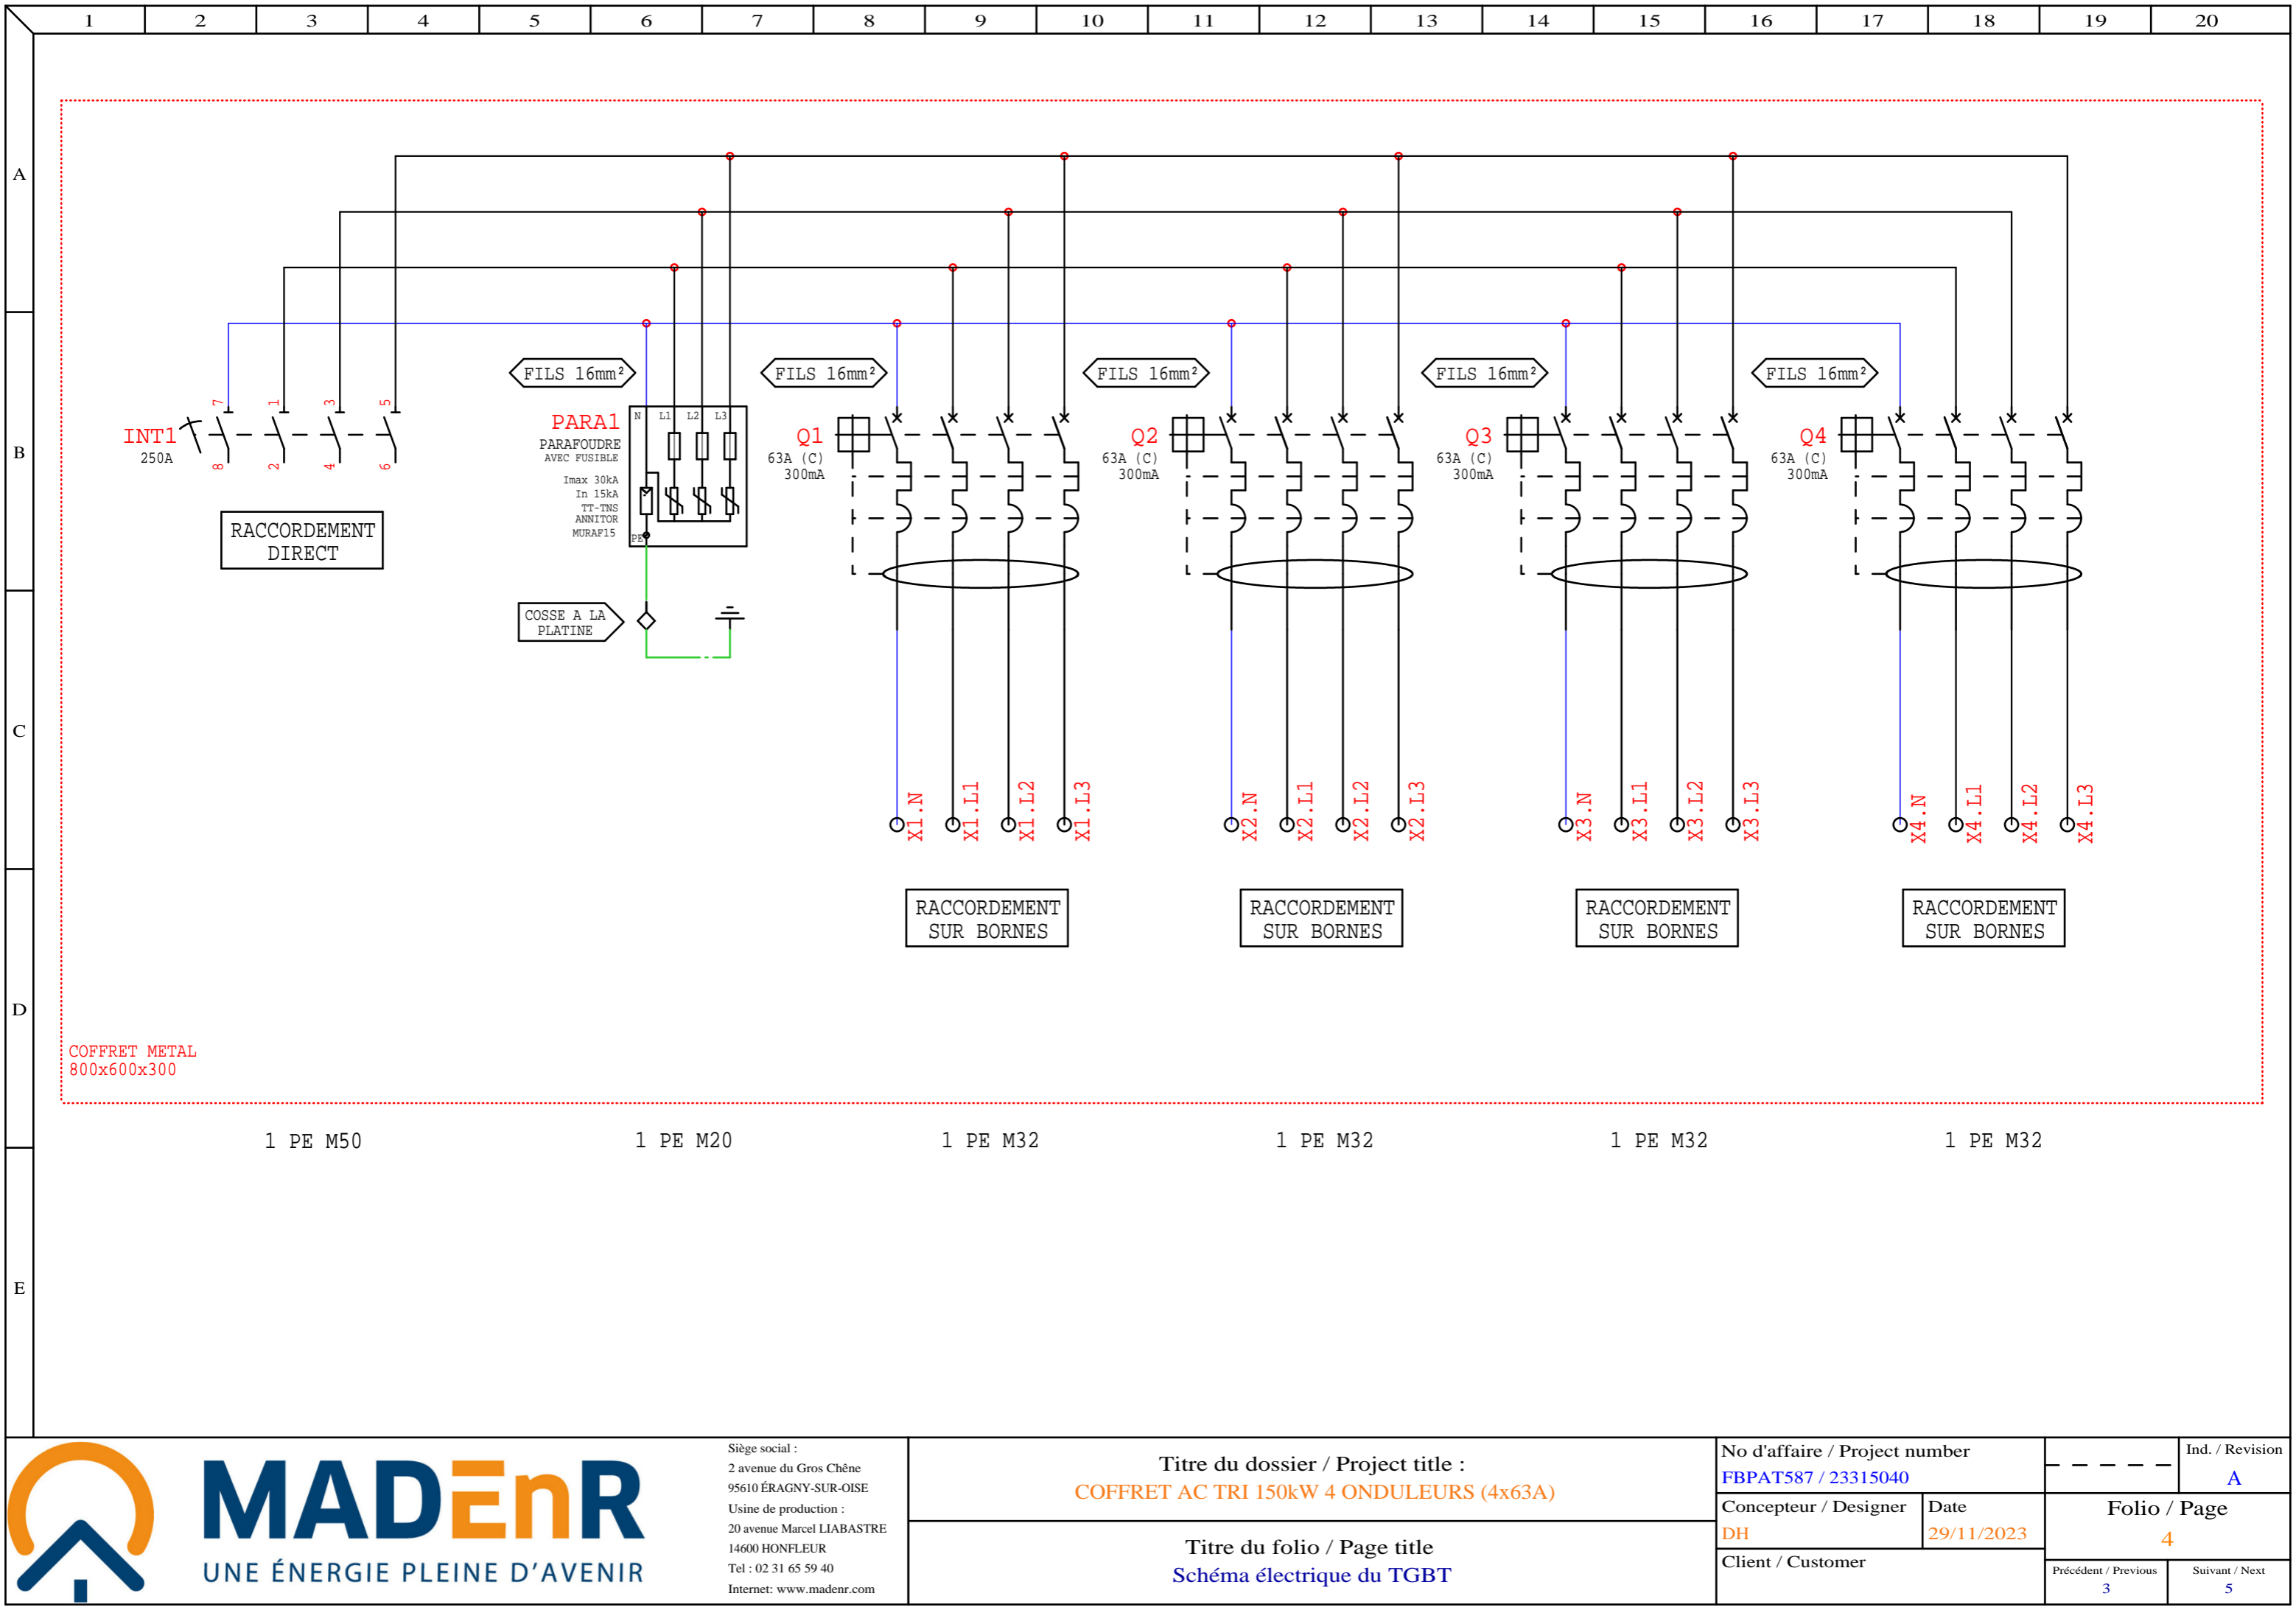 1 2 3 4 5 6 7 8 9 10 11 12 13 14 15 16 17 18 19 20
A
B
C
D
E
FILS 16mm²
FILS 16mm²
FILS 16mm²
FILS 16mm²
FILS 16mm²
INT1
250A
7 1 3 5
8 2 4 6
RACCORDEMENT
DIRECT
PARA1
PARAFOUDRE
AVEC FUSIBLE
Imax 30kA
In 15kA
TT-TNS
ANNITOR
MURAF15
N L1 L2 L3
PE
COSSE A LA
PLATINE
Q1
63A (C)
300mA
Q2
63A (C)
300mA
Q3
63A (C)
300mA
Q4
63A (C)
300mA
X1.N X1.L1 X1.L2 X1.L3
X2.N X2.L1 X2.L2 X2.L3
X3.N X3.L1 X3.L2 X3.L3
X4.N X4.L1 X4.L2 X4.L3
RACCORDEMENT
SUR BORNES
RACCORDEMENT
SUR BORNES
RACCORDEMENT
SUR BORNES
RACCORDEMENT
SUR BORNES
COFFRET METAL
800x600x300
1 PE M50
1 PE M20
1 PE M32
1 PE M32
1 PE M32
1 PE M32
MADEnR
UNE ÉNERGIE PLEINE D'AVENIR
Siège social :
2 avenue du Gros Chêne
95610 ÉRAGNY-SUR-OISE
Usine de production :
20 avenue Marcel LIABASTRE
14600 HONFLEUR
Tel : 02 31 65 59 40
Internet: www.madenr.com
Titre du dossier / Project title :
COFFRET AC TRI 150kW 4 ONDULEURS (4x63A)
Titre du folio / Page title
Schéma électrique du TGBT
No d'affaire / Project number
FBPAT587 / 23315040
Concepteur / Designer
DH
Date
29/11/2023
Client / Customer
Ind. / Revision
A
Folio / Page
4
Précédent / Previous
3
Suivant / Next
5